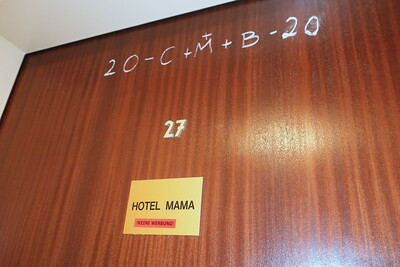 20-C+M+B-20
27
HOTEL MAMA
KEINE WERBUNG!